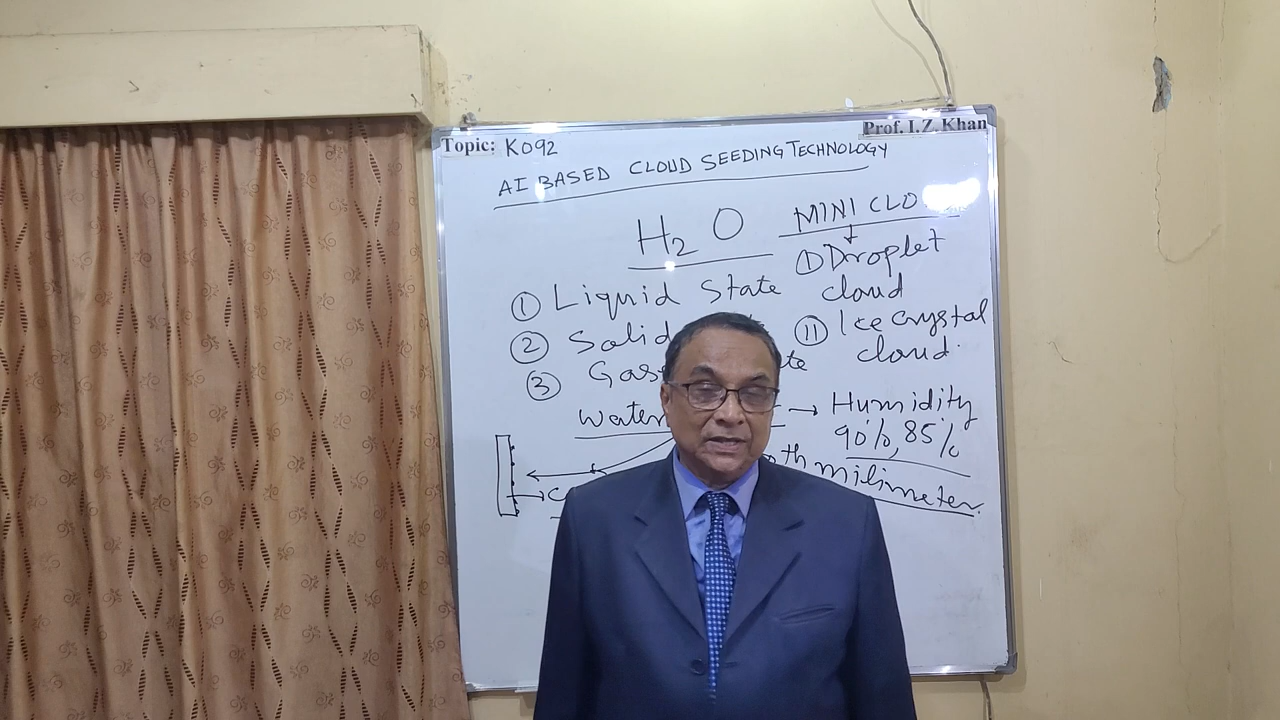 Topic: K092
Prof. I.Z. Khan
AI BASED CLOUD SEEDING TECHNOLOGY
H₂O
MINI CLO
① Droplet
cloud
⑪ Ice crystal
cloud.
① Liquid State
② Solid
③ Gas
Water
→ Humidity
90%, 85%
milimeter.